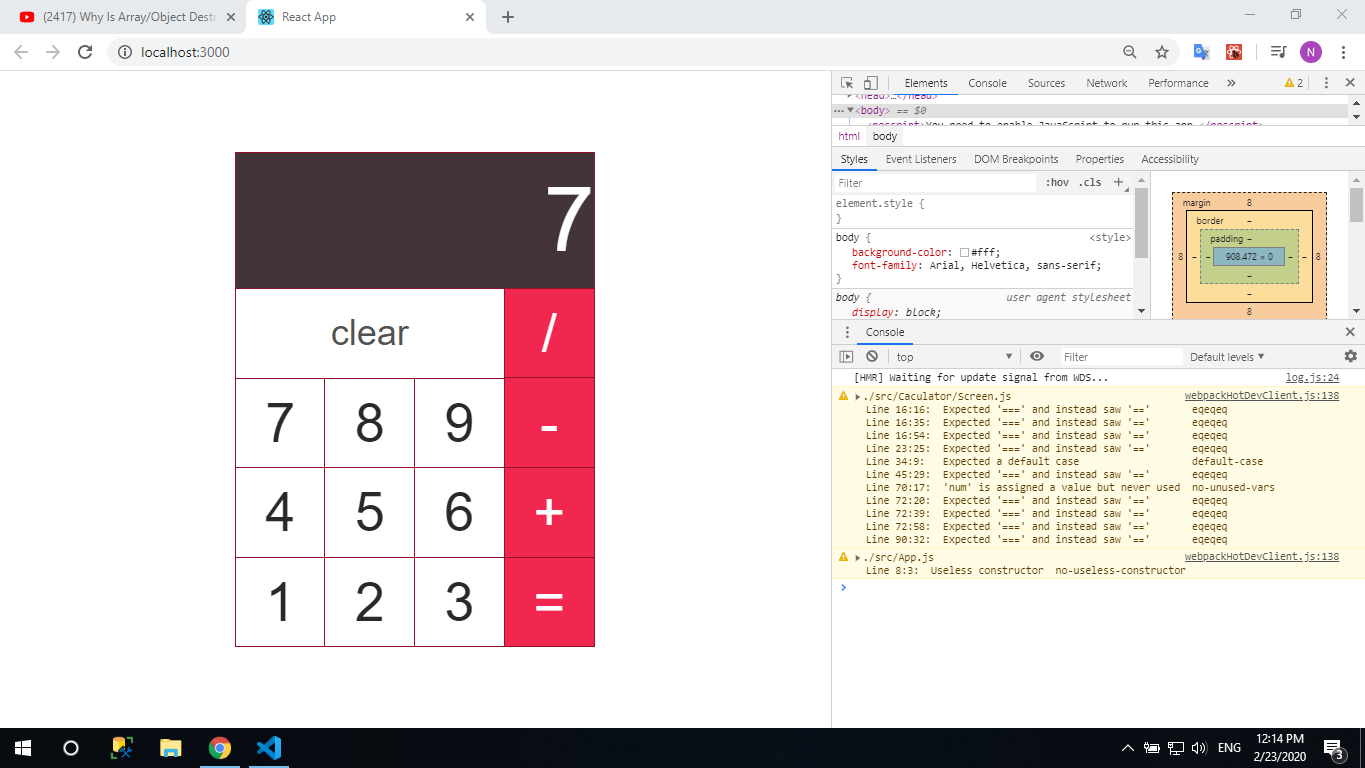 (2417) Why Is Array/Object Destr
React App
localhost:3000
N
Elements Console Sources Network Performance » 2
<head>…</head>
<body> == $0
<noscript>You need to enable JavaScript to run this app.</noscript>
html body
Styles Event Listeners DOM Breakpoints Properties Accessibility
Filter :hov .cls +
element.style {
}
body { <style>
background-color: #fff;
font-family: Arial, Helvetica, sans-serif;
}
body { user agent stylesheet
display: block;
margin 8
border –
padding –
8 – – 908.472 × 0 – – 8
–
–
8
7
clear /
7 8 9 -
4 5 6 +
1 2 3 =
Console
top Filter Default levels
[HMR] Waiting for update signal from WDS... log.js:24
./src/Caculator/Screen.js webpackHotDevClient.js:138
Line 16:16: Expected '===' and instead saw '==' eqeqeq
Line 16:35: Expected '===' and instead saw '==' eqeqeq
Line 16:54: Expected '===' and instead saw '==' eqeqeq
Line 23:25: Expected '===' and instead saw '==' eqeqeq
Line 34:9: Expected a default case default-case
Line 45:29: Expected '===' and instead saw '==' eqeqeq
Line 70:17: 'num' is assigned a value but never used no-unused-vars
Line 72:20: Expected '===' and instead saw '==' eqeqeq
Line 72:39: Expected '===' and instead saw '==' eqeqeq
Line 72:58: Expected '===' and instead saw '==' eqeqeq
Line 90:32: Expected '===' and instead saw '==' eqeqeq
./src/App.js webpackHotDevClient.js:138
Line 8:3: Useless constructor no-useless-constructor
ENG
12:14 PM
2/23/2020
3